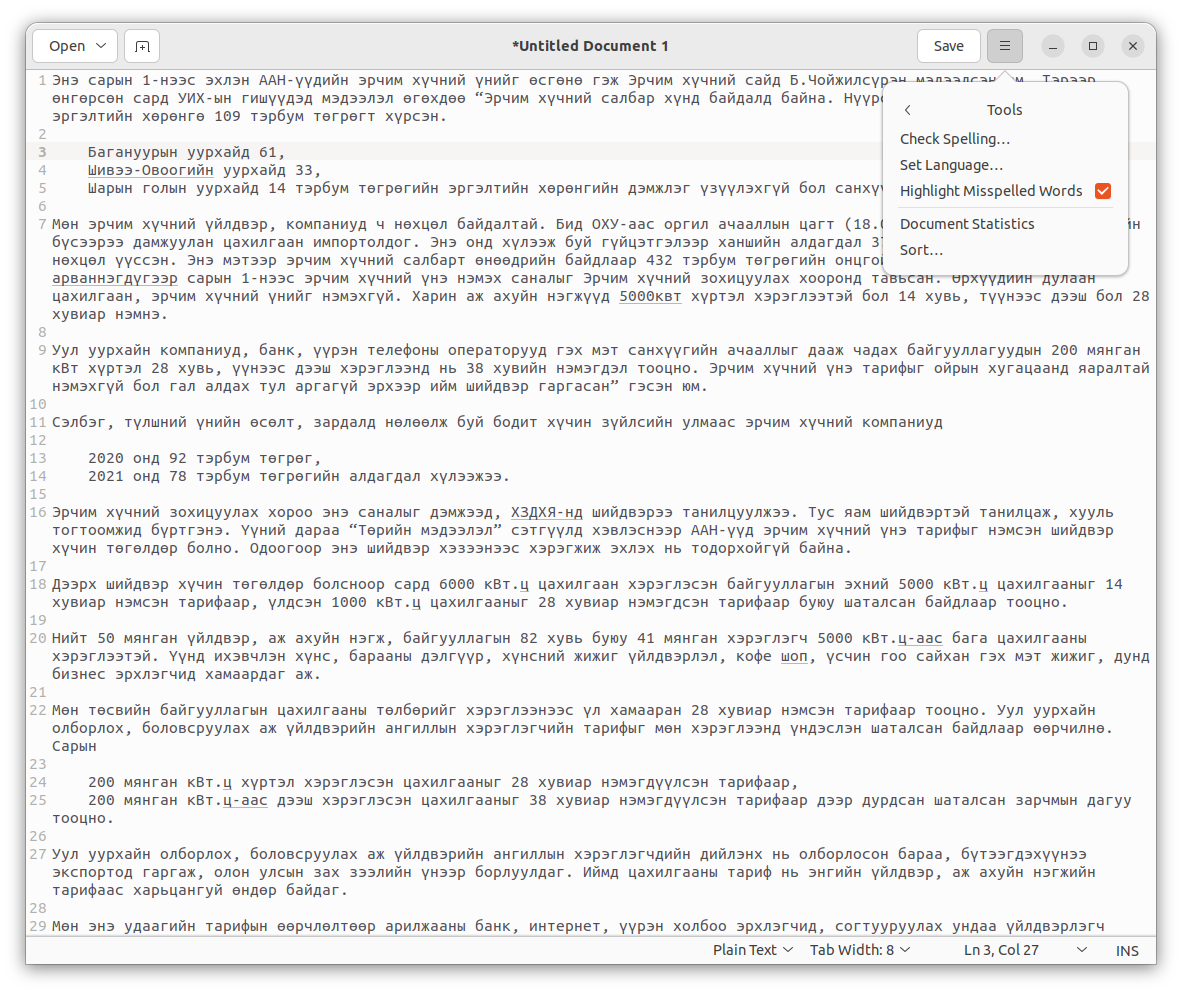 Open
*Untitled Document 1
Save
1 Энэ сарын 1-нээс эхлэн ААН-үүдийн эрчим хүчний үнийг өсгөнө гэж Эрчим хүчний сайд Б.Чойжилсүрэн
өнгөрсөн сард УИХ-ын гишүүдэд мэдээлэл өгөхдөө “Эрчим хүчний салбар хүнд байдалд байна.
эргэлтийн хөрөнгө 109 тэрбум төгрөгт хүрсэн.
2
3 Багануурын уурхайд 61,
4 Шивээ-Овоогийн уурхайд 33,
5 Шарын голын уурхайд 14 тэрбум төгрөгийн эргэлтийн хөрөнгийн дэмжлэг үзүүлэхгүй бол
6
7 Мөн эрчим хүчний үйлдвэр, компаниуд ч нөхцөл байдалтай. Бид ОХУ-аас оргил ачааллын цагт
бүсээрээ дамжуулан цахилгаан импортолдог. Энэ онд хүлээж буй гүйцэтгэлээр ханшийн алдагдал
нөхцөл үүссэн. Энэ мэтээр эрчим хүчний салбарт өнөөдрийн байдлаар 432 тэрбум төгрөгийн
арваннэгдүгээр сарын 1-нээс эрчим хүчний үнэ нэмэх саналыг Эрчим хүчний зохицуулах хооронд тавьсан. Өрхүүдийн дулаан
цахилгаан, эрчим хүчний үнийг нэмэхгүй. Харин аж ахуйн нэгжүүд 5000квт хүртэл хэрэглээтэй бол 14 хувь, түүнээс дээш бол 28
хувиар нэмнэ.
8
9 Уул уурхайн компаниуд, банк, үүрэн телефоны операторууд гэх мэт санхүүгийн ачааллыг дааж чадах байгууллагуудын 200 мянган
кВт хүртэл 28 хувь, үүнээс дээш хэрэглээнд нь 38 хувийн нэмэгдэл тооцно. Эрчим хүчний үнэ тарифыг ойрын хугацаанд яаралтай
нэмэхгүй бол гал алдах тул аргагүй эрхээр ийм шийдвэр гаргасан” гэсэн юм.
10
11 Сэлбэг, түлшний үнийн өсөлт, зардалд нөлөөлж буй бодит хүчин зүйлсийн улмаас эрчим хүчний компаниуд
12
13 2020 онд 92 тэрбум төгрөг,
14 2021 онд 78 тэрбум төгрөгийн алдагдал хүлээжээ.
15
16 Эрчим хүчний зохицуулах хороо энэ саналыг дэмжээд, ХЗДХЯ-нд шийдвэрээ танилцуулжээ. Тус яам шийдвэртэй танилцаж, хууль
тогтоомжид бүртгэнэ. Үүний дараа “Төрийн мэдээлэл” сэтгүүлд хэвлэснээр ААН-үүд эрчим хүчний үнэ тарифыг нэмсэн шийдвэр
хүчин төгөлдөр болно. Одоогоор энэ шийдвэр хэзээнээс хэрэгжиж эхлэх нь тодорхойгүй байна.
17
18 Дээрх шийдвэр хүчин төгөлдөр болсноор сард 6000 кВт.ц цахилгаан хэрэглэсэн байгууллагын эхний 5000 кВт.ц цахилгааныг 14
хувиар нэмсэн тарифаар, үлдсэн 1000 кВт.ц цахилгааныг 28 хувиар нэмэгдсэн тарифаар буюу шаталсан байдлаар тооцно.
19
20 Нийт 50 мянган үйлдвэр, аж ахуйн нэгж, байгууллагын 82 хувь буюу 41 мянган хэрэглэгч 5000 кВт.ц-аас бага цахилгааны
хэрэглээтэй. Үүнд ихэвчлэн хүнс, барааны дэлгүүр, хүнсний жижиг үйлдвэрлэл, кофе шоп, үсчин гоо сайхан гэх мэт жижиг, дунд
бизнес эрхлэгчид хамаардаг аж.
21
22 Мөн төсвийн байгууллагын цахилгааны төлбөрийг хэрэглээнээс үл хамааран 28 хувиар нэмсэн тарифаар тооцно. Уул уурхайн
олборлох, боловсруулах аж үйлдвэрийн ангиллын хэрэглэгчийн тарифыг мөн хэрэглээнд үндэслэн шаталсан байдлаар өөрчилнө.
Сарын
23
24 200 мянган кВт.ц хүртэл хэрэглэсэн цахилгааныг 28 хувиар нэмэгдүүлсэн тарифаар,
25 200 мянган кВт.ц-аас дээш хэрэглэсэн цахилгааныг 38 хувиар нэмэгдүүлсэн тарифаар дээр дурдсан шаталсан зарчмын дагуу
тооцно.
26
27 Уул уурхайн олборлох, боловсруулах аж үйлдвэрийн ангиллын хэрэглэгчдийн дийлэнх нь олборлосон бараа, бүтээгдэхүүнээ
экспортод гаргаж, олон улсын зах зээлийн үнээр борлуулдаг. Иймд цахилгааны тариф нь энгийн үйлдвэр, аж ахуйн нэгжийн
тарифаас харьцангуй өндөр байдаг.
28
29 Мөн энэ удаагийн тарифын өөрчлөлтөөр арилжааны банк, интернет, үүрэн холбоо эрхлэгчид, согтууруулах ундаа үйлдвэрлэгч
Tools
Check Spelling…
Set Language…
Highlight Misspelled Words
Document Statistics
Sort…
Plain Text
Tab Width: 8
Ln 3, Col 27
INS